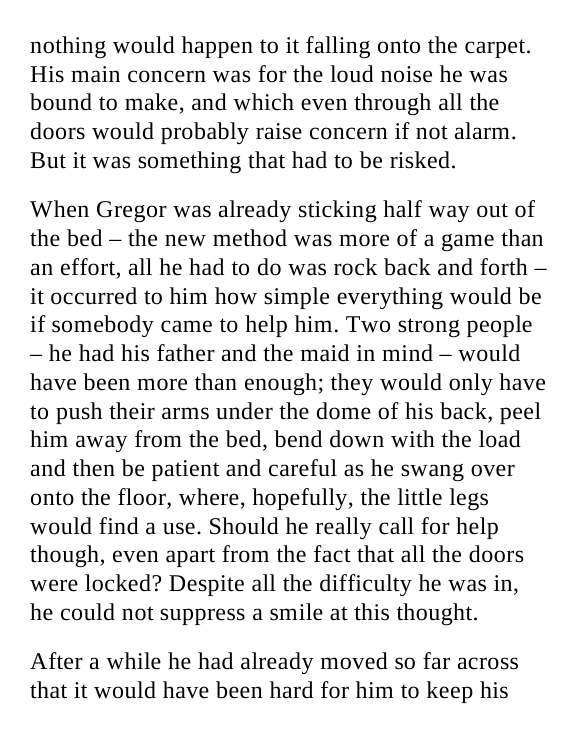 nothing would happen to it falling onto the carpet.
His main concern was for the loud noise he was
bound to make, and which even through all the
doors would probably raise concern if not alarm.
But it was something that had to be risked.
When Gregor was already sticking half way out of
the bed – the new method was more of a game than
an effort, all he had to do was rock back and forth –
it occurred to him how simple everything would be
if somebody came to help him. Two strong people
– he had his father and the maid in mind – would
have been more than enough; they would only have
to push their arms under the dome of his back, peel
him away from the bed, bend down with the load
and then be patient and careful as he swang over
onto the floor, where, hopefully, the little legs
would find a use. Should he really call for help
though, even apart from the fact that all the doors
were locked? Despite all the difficulty he was in,
he could not suppress a smile at this thought.
After a while he had already moved so far across
that it would have been hard for him to keep his